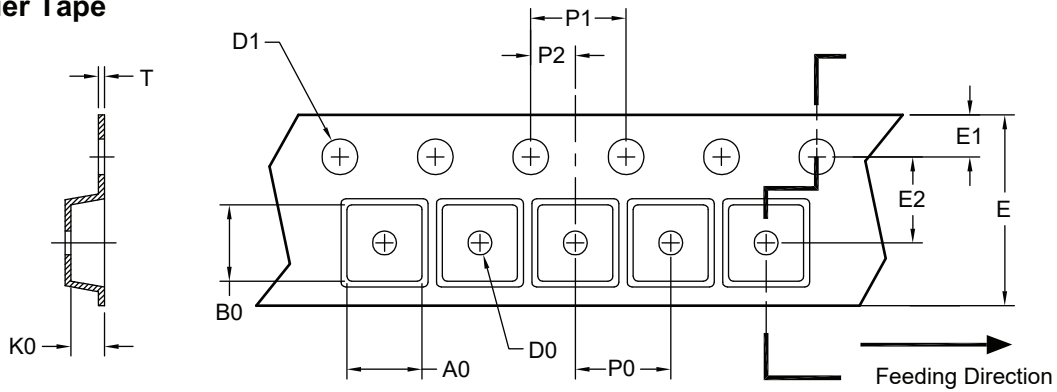 er Tape
P1
D1
P2
T
E1
E2
E
B0
K0
A0
D0
P0
Feeding Direction